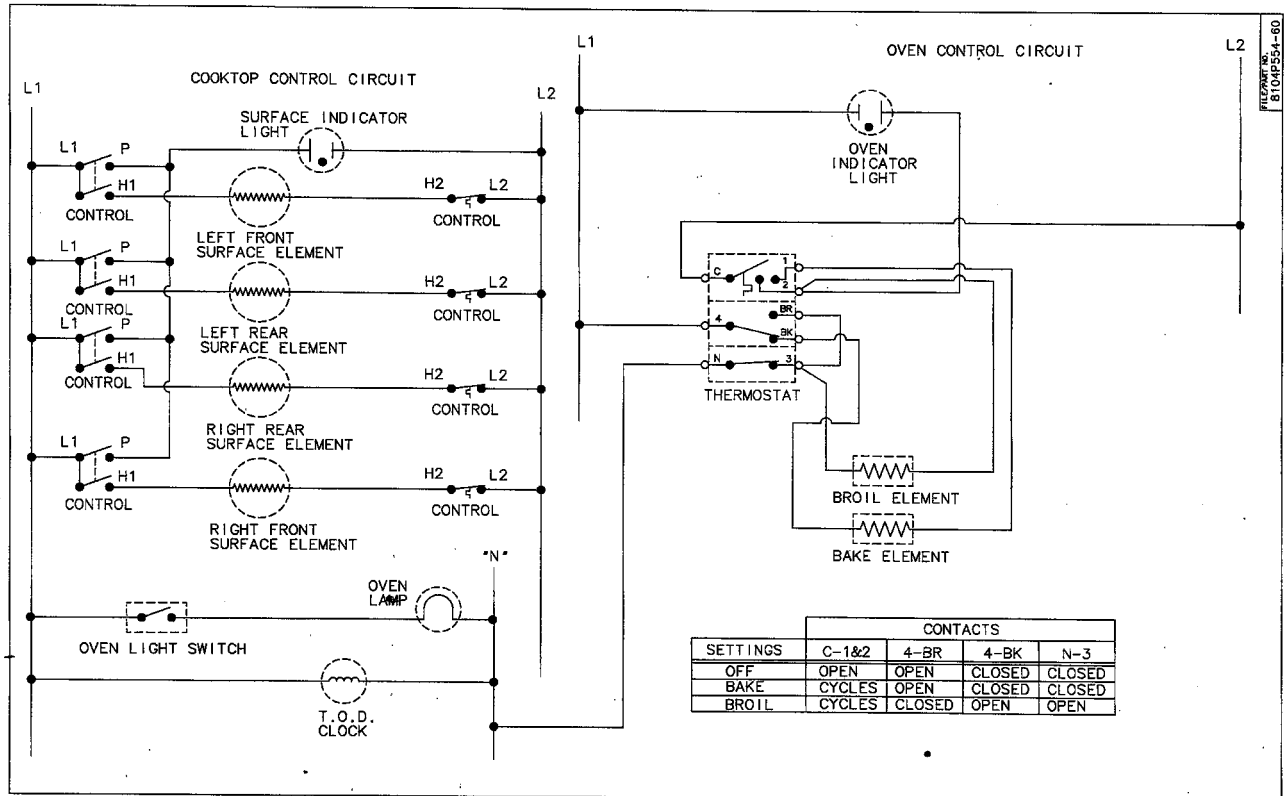 FILE/PART NO.
8104P554-60
COOKTOP CONTROL CIRCUIT
L1
L2
SURFACE INDICATOR
LIGHT
L1 P
H1
CONTROL
H2 L2
CONTROL
LEFT FRONT
SURFACE ELEMENT
L1 P
H1
CONTROL
H2 L2
CONTROL
LEFT REAR
SURFACE ELEMENT
L1 P
H1
CONTROL
H2 L2
CONTROL
RIGHT REAR
SURFACE ELEMENT
L1 P
H1
CONTROL
H2 L2
CONTROL
RIGHT FRONT
SURFACE ELEMENT
"N"
OVEN
LAMP
OVEN LIGHT SWITCH
T.O.D.
CLOCK
OVEN CONTROL CIRCUIT
L1
L2
OVEN
INDICATOR
LIGHT
C 1
2
BR
4 BK
N 3
THERMOSTAT
BROIL ELEMENT
BAKE ELEMENT
CONTACTS
SETTINGS C-1&2 4-BR 4-BK N-3
OFF OPEN OPEN CLOSED CLOSED
BAKE CYCLES OPEN CLOSED CLOSED
BROIL CYCLES CLOSED OPEN OPEN